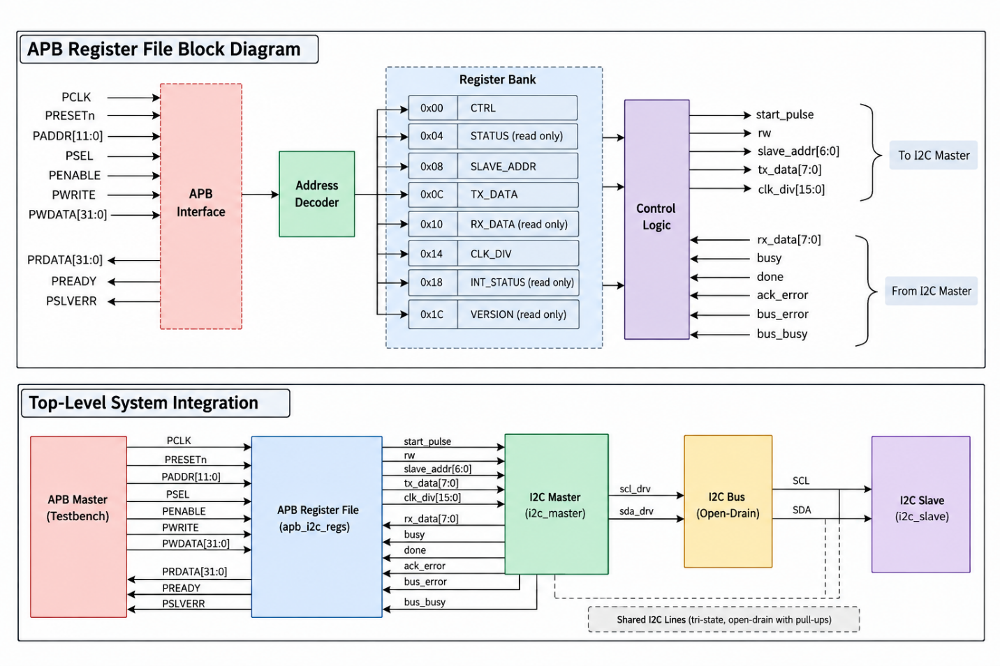 APB Register File Block Diagram
PCLK
PRESETn
PADDR[11:0]
PSEL
PENABLE
PWRITE
PWDATA[31:0]
PRDATA[31:0]
PREADY
PSLVERR
APB
Interface
Address
Decoder
Register Bank
0x00 CTRL
0x04 STATUS (read only)
0x08 SLAVE_ADDR
0x0C TX_DATA
0x10 RX_DATA (read only)
0x14 CLK_DIV
0x18 INT_STATUS (read only)
0x1C VERSION (read only)
Control
Logic
start_pulse
rw
slave_addr[6:0]
tx_data[7:0]
clk_div[15:0]
To I2C Master
rx_data[7:0]
busy
done
ack_error
bus_error
bus_busy
From I2C Master
Top-Level System Integration
APB Master
(Testbench)
PCLK
PRESETn
PADDR[11:0]
PSEL
PENABLE
PWRITE
PWDATA[31:0]
PRDATA[31:0]
PREADY
PSLVERR
APB Register File
(apb_i2c_regs)
start_pulse
rw
slave_addr[6:0]
tx_data[7:0]
clk_div[15:0]
rx_data[7:0]
busy
done
ack_error
bus_error
bus_busy
I2C Master
(i2c_master)
scl_drv
sda_drv
I2C Bus
(Open-Drain)
SCL
SDA
I2C Slave
(i2c_slave)
Shared I2C Lines (tri-state, open-drain with pull-ups)